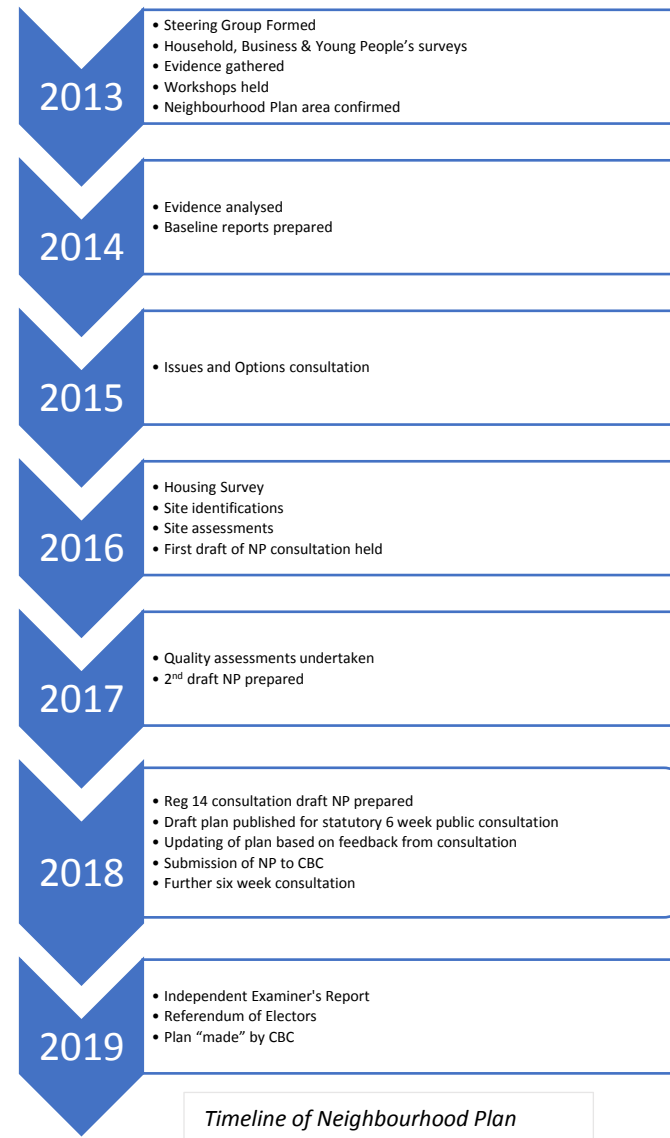 2013
• Steering Group Formed
• Household, Business & Young People’s surveys
• Evidence gathered
• Workshops held
• Neighbourhood Plan area confirmed
2014
• Evidence analysed
• Baseline reports prepared
2015
• Issues and Options consultation
2016
• Housing Survey
• Site identifications
• Site assessments
• First draft of NP consultation held
2017
• Quality assessments undertaken
• 2nd draft NP prepared
2018
• Reg 14 consultation draft NP prepared
• Draft plan published for statutory 6 week public consultation
• Updating of plan based on feedback from consultation
• Submission of NP to CBC
• Further six week consultation
2019
• Independent Examiner's Report
• Referendum of Electors
• Plan “made” by CBC
Timeline of Neighbourhood Plan